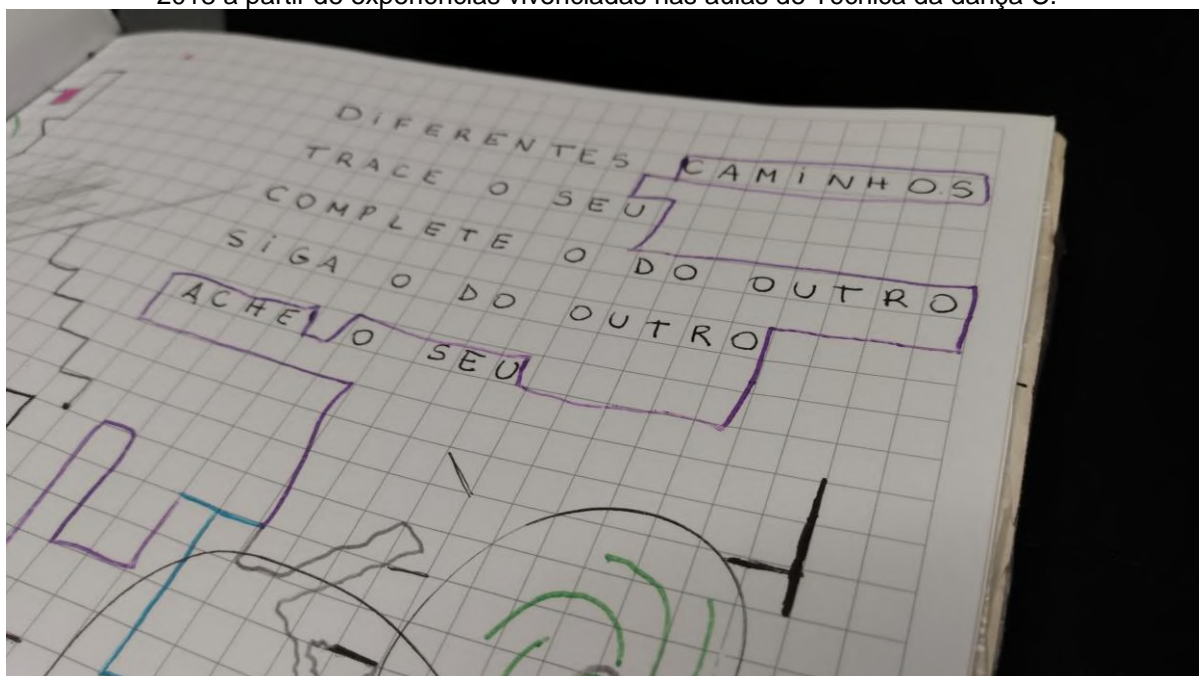 2018 a partir de experiências vivenciadas nas aulas de Técnica da dança C.
DIFERENTES CAMINHOS
TRACE O SEU
COMPLETE O DO OUTRO
SIGA O DO OUTRO
ACHE O SEU